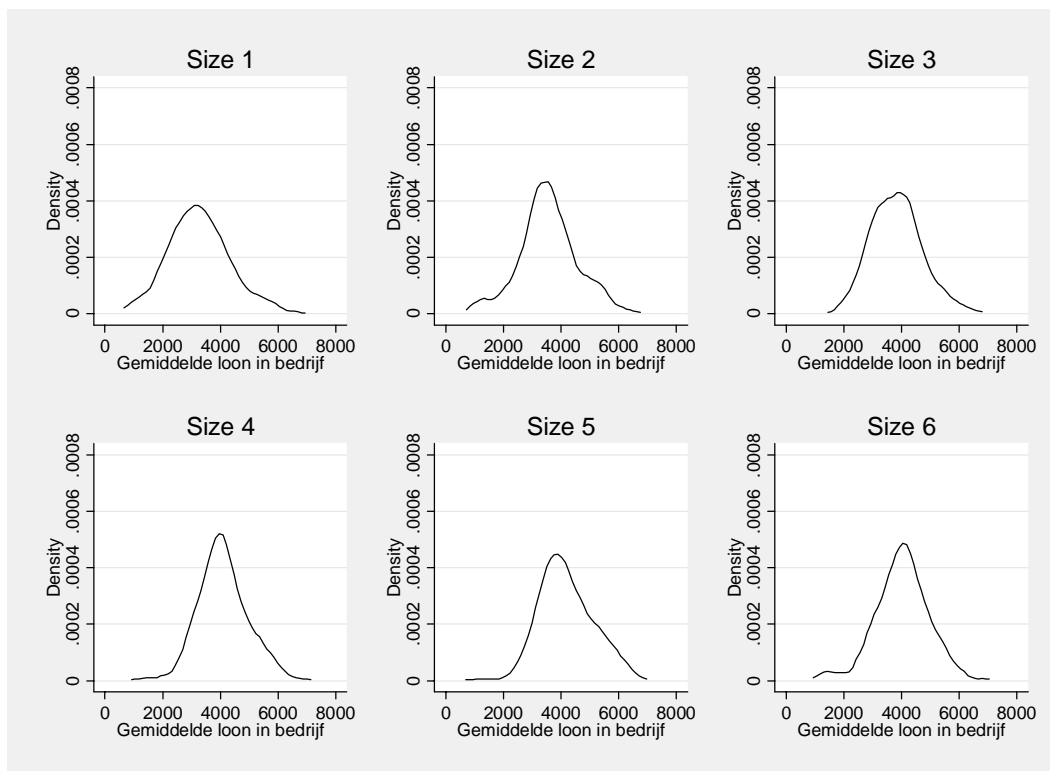 Size 1
Density
0 .0002 .0004 .0006 .0008
0 2000 4000 6000 8000
Gemiddelde loon in bedrijf
Size 2
Density
0 .0002 .0004 .0006 .0008
0 2000 4000 6000 8000
Gemiddelde loon in bedrijf
Size 3
Density
0 .0002 .0004 .0006 .0008
0 2000 4000 6000 8000
Gemiddelde loon in bedrijf
Size 4
Density
0 .0002 .0004 .0006 .0008
0 2000 4000 6000 8000
Gemiddelde loon in bedrijf
Size 5
Density
0 .0002 .0004 .0006 .0008
0 2000 4000 6000 8000
Gemiddelde loon in bedrijf
Size 6
Density
0 .0002 .0004 .0006 .0008
0 2000 4000 6000 8000
Gemiddelde loon in bedrijf